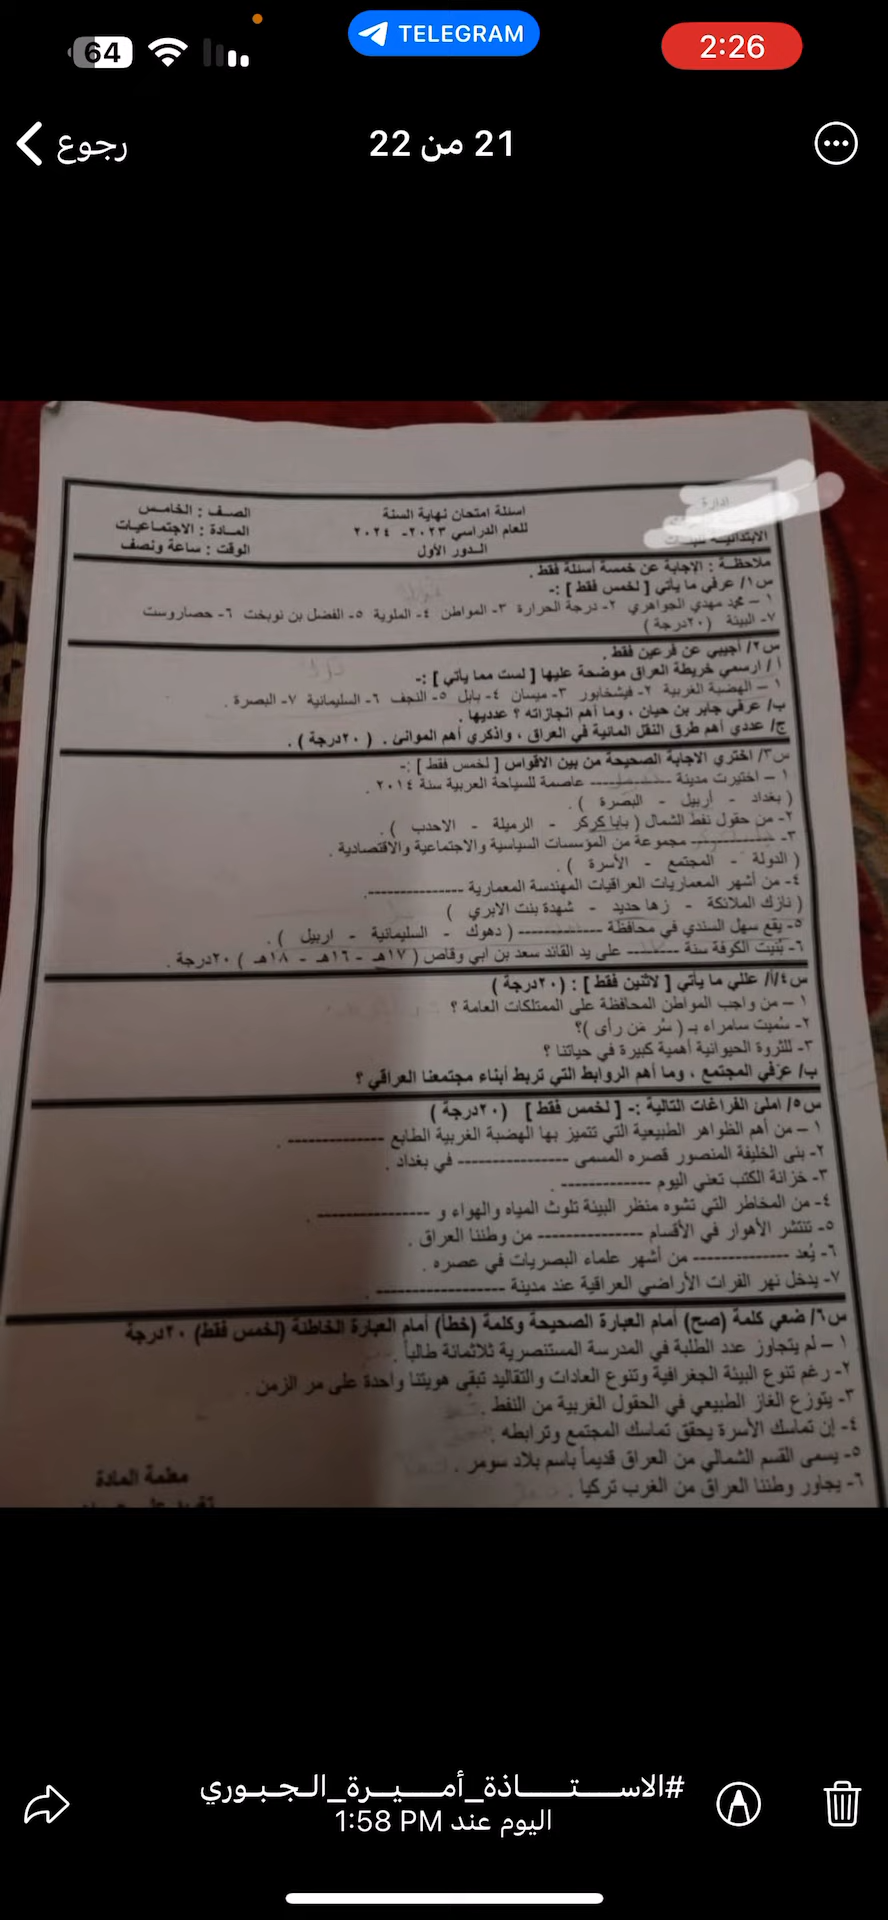 64
TELEGRAM
2:26
رجوع
21 من 22
ادارة
الابتدائية للبنات
اسئلة امتحان نهاية السنة
للعام الدراسي ٢٠٢٣- ٢٠٢٤
الدور الأول
الصف : الخامس
المادة : الاجتماعيات
الوقت : ساعة ونصف
ملاحظة : الإجابة عن خمسة أسئلة فقط .
س١/ عرفي ما يأتي [ لخمس فقط ] :-
١ – محمد مهدي الجواهري ٢- درجة الحرارة ٣- المواطن ٤- الملوية ٥- الفضل بن نوبخت ٦- حصاروست
٧- البيئة (٢٠درجة )
س٢/ أجيبي عن فرعين فقط .
أ / ارسمي خريطة العراق موضحة عليها [ لست مما يأتي ] :-
١ – الهضبة الغربية ٢- فيشخابور ٣- ميسان ٤- بابل ٥- النجف ٦- السليمانية ٧- البصرة .
ب/ عرفي جابر بن حيان ، وما أهم انجازاته ؟ عدديها .
ج/ عددي أهم طرق النقل المائية في العراق ، واذكري أهم الموانئ . ( ٢٠درجة ) .
س٣/ اختري الاجابة الصحيحة من بين الاقواس [ لخمس فقط ] :-
١ – اختيرت مدينة ------------ عاصمة للسياحة العربية سنة ٢٠١٤ .
( بغداد - أربيل - البصرة ) .
٢- من حقول نفط الشمال ( بابا كركر - الرميلة - الاحدب ) .
٣- ------------ مجموعة من المؤسسات السياسية والاجتماعية والاقتصادية .
( الدولة - المجتمع - الأسرة ) .
٤- من أشهر المعماريات العراقيات المهندسة المعمارية --------------.
( نازك الملائكة - زها حديد - شهدة بنت الابري )
٥- يقع سهل السندي في محافظة ------------ ( دهوك - السليمانية - اربيل ) .
٦- بُنيت الكوفة سنة -------- على يد القائد سعد بن ابي وقاص ( ١٧هـ - ١٦هـ - ١٨هـ ) ٢٠درجة .
س٤/أ/ عللي ما يأتي [ لاثنين فقط ] : (٢٠درجة )
١ – من واجب المواطن المحافظة على الممتلكات العامة ؟
٢- سُميت سامراء بـ ( سُر مَن رأى )؟
٣- للثروة الحيوانية أهمية كبيرة في حياتنا ؟
ب/ عرّفي المجتمع ، وما أهم الروابط التي تربط أبناء مجتمعنا العراقي ؟
س٥/ املئ الفراغات التالية :- [ لخمس فقط ] (٢٠درجة )
١ – من أهم الظواهر الطبيعية التي تتميز بها الهضبة الغربية الطابع -------------- .
٢- بنى الخليفة المنصور قصره المسمى ---------------- في بغداد .
٣- خزانة الكتب تعني اليوم ------------- .
٤- من المخاطر التي تشوه منظر البيئة تلوث المياه والهواء و ---------------- .
٥- تنتشر الأهوار في الأقسام --------------- من وطننا العراق .
٦- يُعد -------------- من أشهر علماء البصريات في عصره .
٧- يدخل نهر الفرات الأراضي العراقية عند مدينة ------------------ .
س٦/ ضعي كلمة (صح) أمام العبارة الصحيحة وكلمة (خطأ) أمام العبارة الخاطئة (لخمس فقط) ٢٠درجة
١ – لم يتجاوز عدد الطلبة في المدرسة المستنصرية ثلاثمائة طالباً .
٢- رغم تنوع البيئة الجغرافية وتنوع العادات والتقاليد تبقى هويتنا واحدة على مر الزمن .
٣- يتوزع الغاز الطبيعي في الحقول الغربية من النفط .
٤- إن تماسك الأسرة يحقق تماسك المجتمع وترابطه .
٥- يسمى القسم الشمالي من العراق قديماً باسم بلاد سومر .
٦- يجاور وطننا العراق من الغرب تركيا .
معلمة المادة
#الاســـتـــاذة_أمـــيـــرة_الـجـبـوري
اليوم عند 1:58 PM